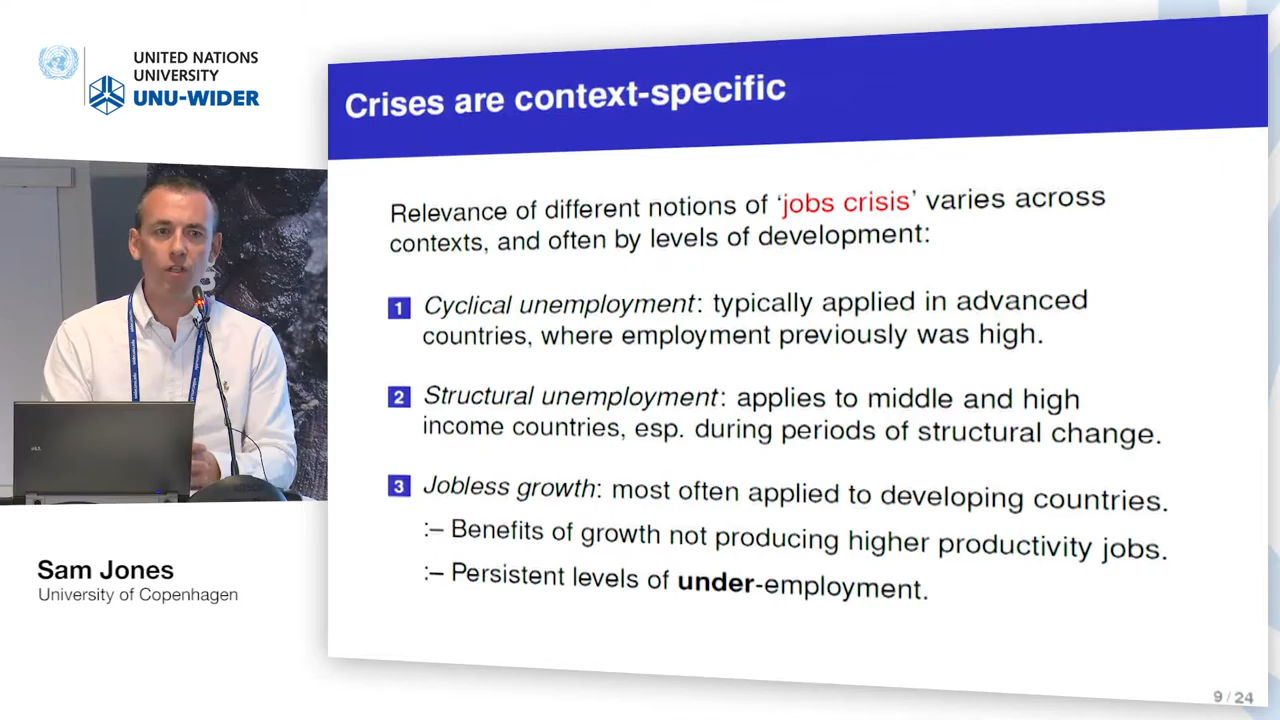 UNITED NATIONS
UNIVERSITY
UNU-WIDER
Crises are context-specific
Relevance of different notions of ‘jobs crisis’ varies across
contexts, and often by levels of development:
1 Cyclical unemployment: typically applied in advanced
countries, where employment previously was high.
2 Structural unemployment: applies to middle and high
income countries, esp. during periods of structural change.
3 Jobless growth: most often applied to developing countries.
:– Benefits of growth not producing higher productivity jobs.
:– Persistent levels of under-employment.
Sam Jones
University of Copenhagen
9 / 24